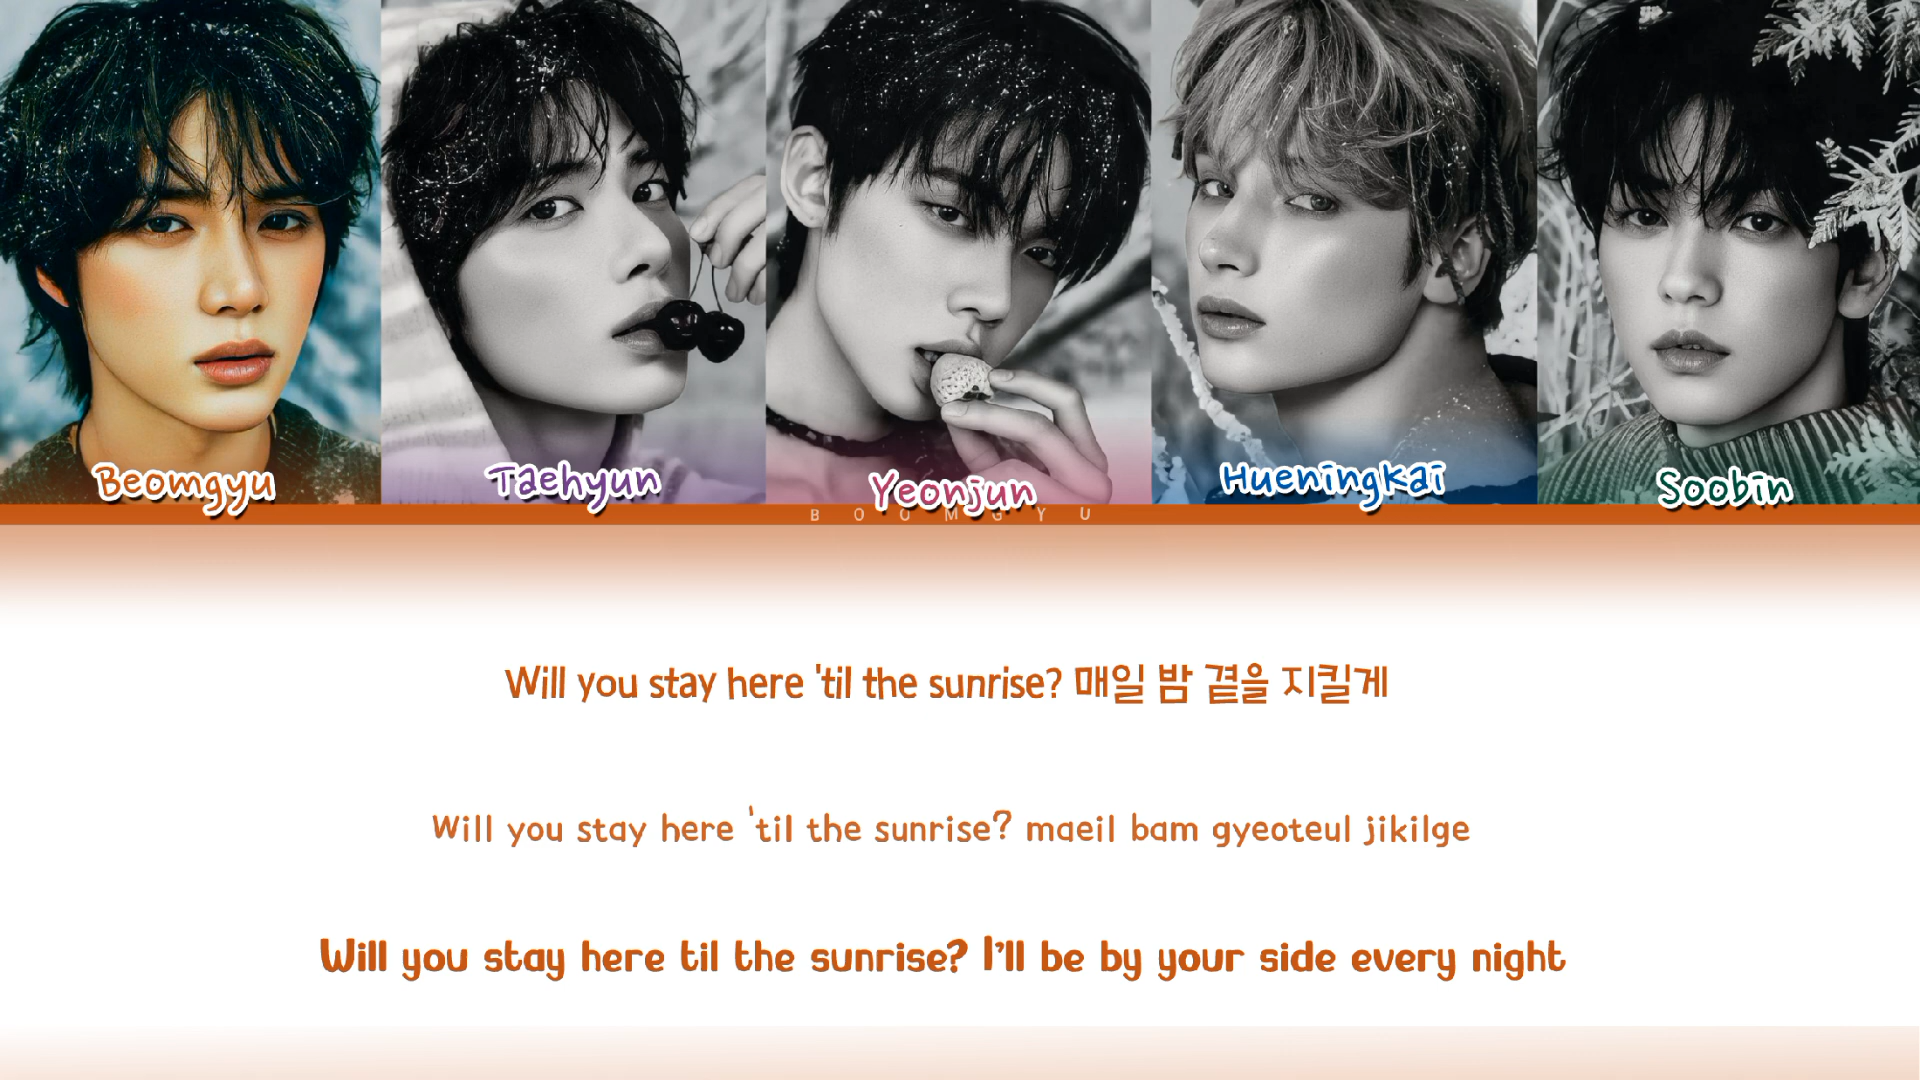 Beomgyu Taehyun Yeonjun Hueningkai Soobin
BOOMGYU
Will you stay here 'til the sunrise? 매일 밤 곁을 지킬게
Will you stay here 'til the sunrise? maeil bam gyeoteul jikilge
Will you stay here til the sunrise? I'll be by your side every night